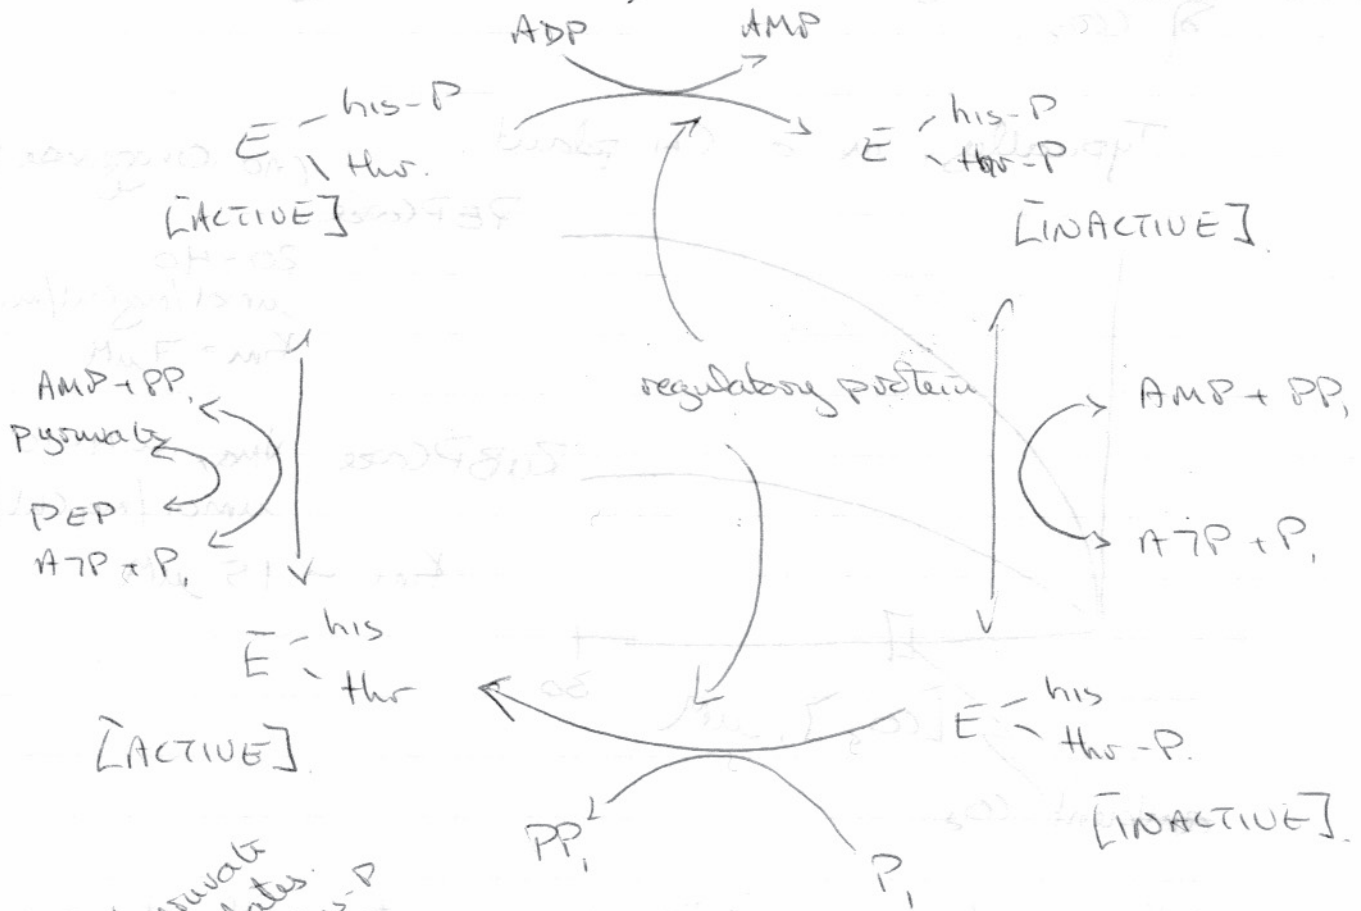 ADP AMP
E his-P
thr.
[ACTIVE]
E his-P
thr-P
[INACTIVE]
AMP + PPi
pyruvate
PEP
ATP + Pi
regulatory protein
AMP + PPi
ATP + Pi
E his
thr
[ACTIVE]
E his
thr-P.
[INACTIVE].
PPi
Pi